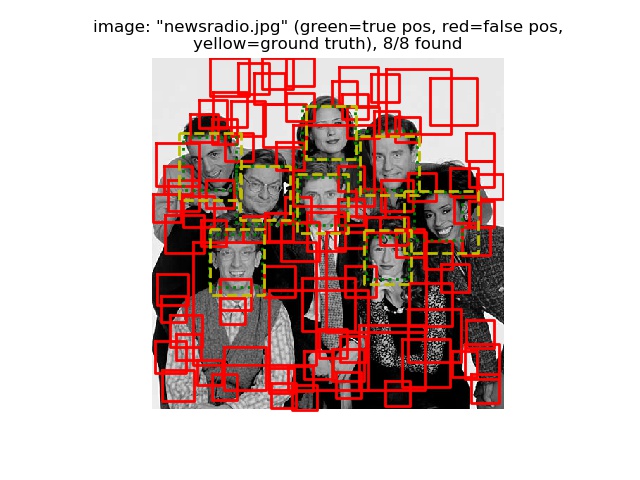 image: "newsradio.jpg" (green=true pos, red=false pos,
yellow=ground truth), 8/8 found